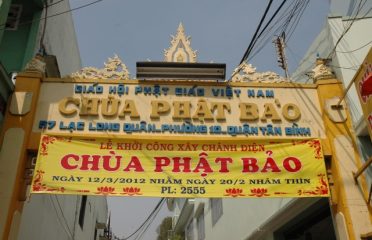 GIÁO HỘI PHẬT GIÁO VIỆT NAM
CHÙA PHẬT BẢO
67 LẠC LONG QUÂN, PHƯỜNG 10, QUẬN TÂN BÌNH
LỄ KHỞI CÔNG XÂY CHÁNH ĐIỆN
CHÙA PHẬT BẢO
NGÀY 12/3/2012 NHẰM NGÀY 20/2 NHÂM THÌN
PL: 2555